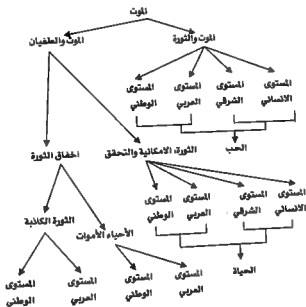 الموت
الموت والثورة
الموت والطغيان
المستوى الانساني
المستوى الشرقي
المستوى العربي
المستوى الوطني
الحب
الثورة، الامكانية والتحقق
اخفاق الثورة
المستوى الانساني
المستوى الشرقي
المستوى العربي
المستوى الوطني
الثورة الكاذبة
الأحياء الأموات
الحياة
المستوى العربي
المستوى الوطني
المستوى العربي
المستوى الوطني